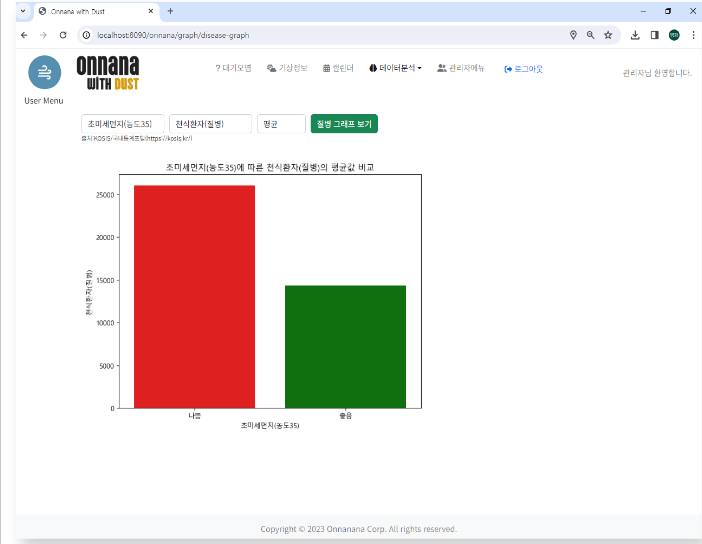 Onnana with Dust
localhost:8090/onnana/graph/disease-graph
onnana
with DUST
? 대기오염
기상정보
캘린더
데이터분석
관리자메뉴
로그아웃
관리자님 환영합니다.
User Menu
초미세먼지(농도35)
천식환자(질병)
평균
질병 그래프 보기
출처:KOSIS(국내통계포털(https://kosis.kr/)
초미세먼지(농도35)에 따른 천식환자(질병)의 평균값 비교
천식환자(질병)
25000
20000
15000
10000
5000
0
나쁨
좋음
초미세먼지(농도35)
Copyright © 2023 Onnanana Corp. All rights reserved.